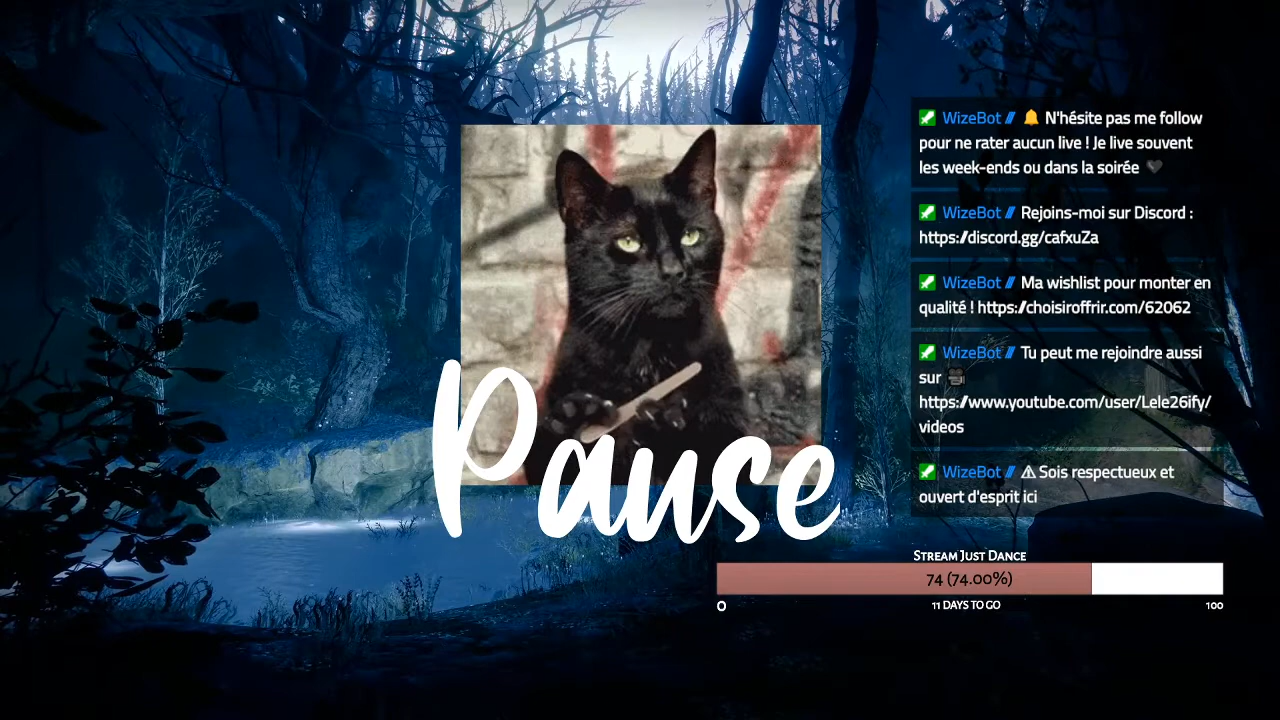 WizeBot // 🔔 N'hésite pas me follow
pour ne rater aucun live ! Je live souvent
les week-ends ou dans la soirée 🖤
WizeBot // Rejoins-moi sur Discord :
https://discord.gg/cafxuZa
WizeBot // Ma wishlist pour monter en
qualité ! https://choisiroffrir.com/62062
WizeBot // Tu peut me rejoindre aussi
sur 🎥
https://www.youtube.com/user/Lele26ify/
videos
WizeBot // ⚠ Sois respectueux et
ouvert d'esprit ici
Pause
Stream Just Dance
74 (74.00%)
0 11 days to go 100